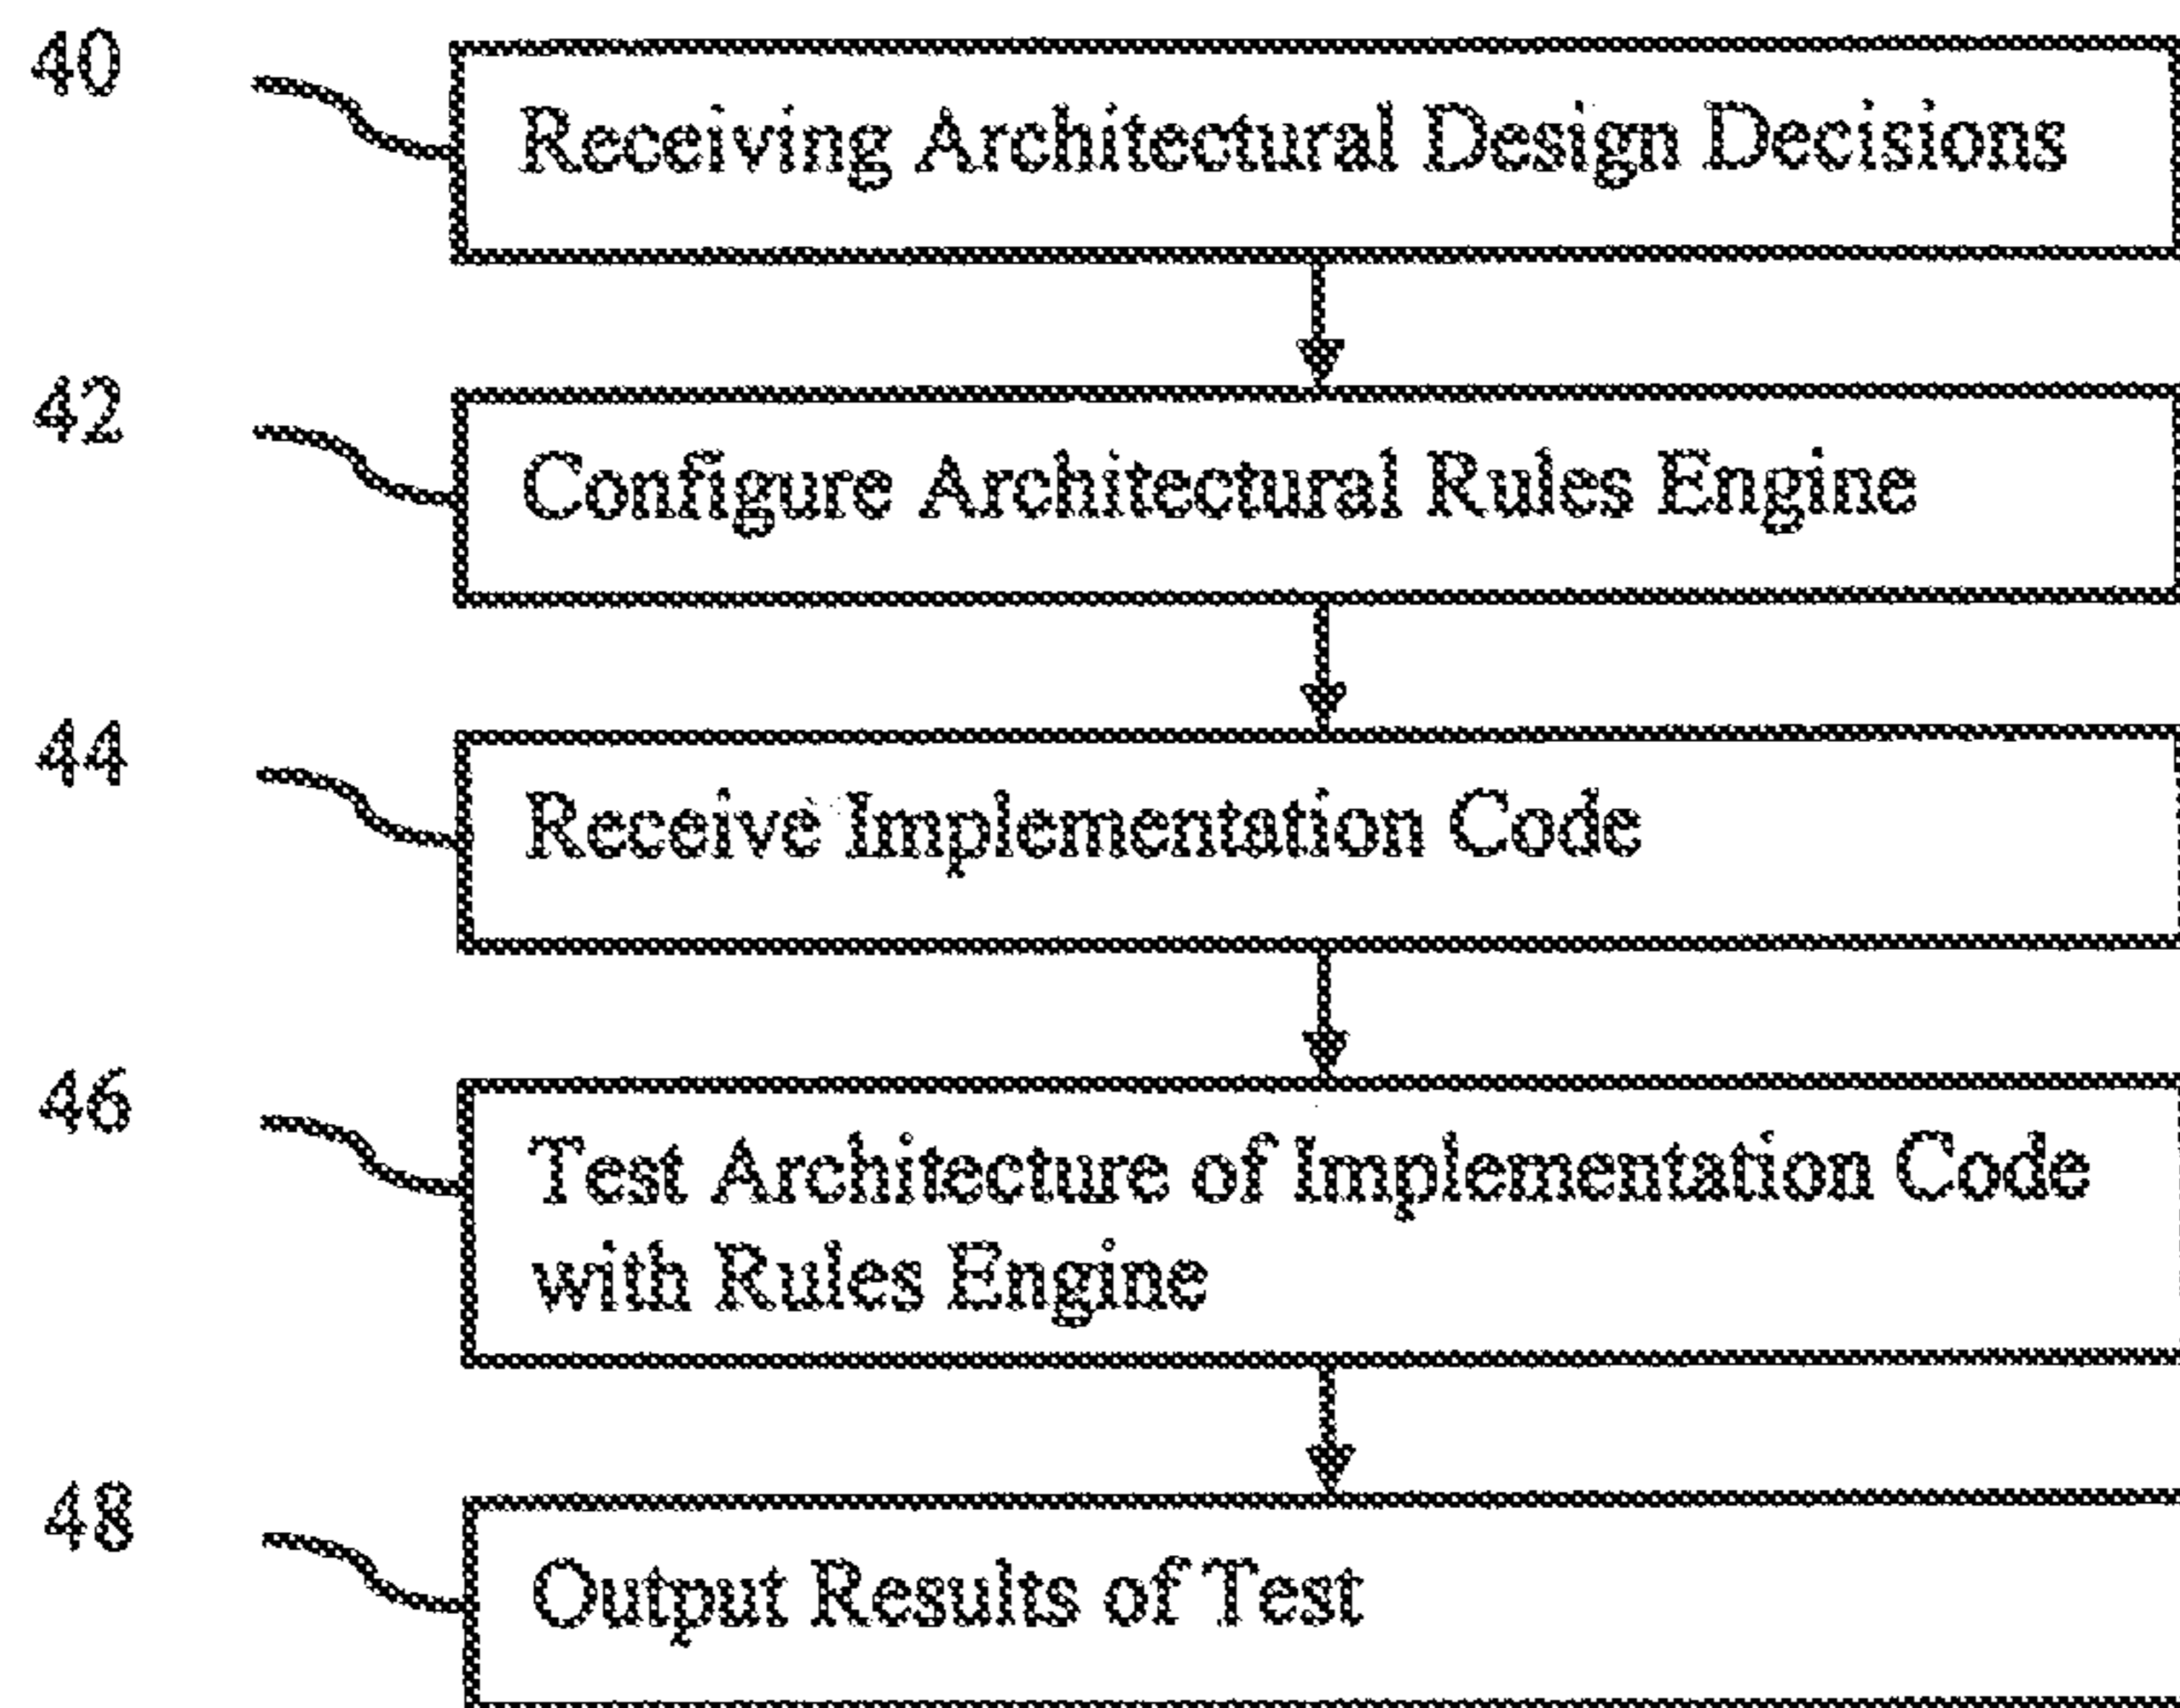 40
Receiving Architectural Design Decisions
42
Configure Architectural Rules Engine
44
Receive Implementation Code
46
Test Architecture of Implementation Code
with Rules Engine
48
Output Results of Test